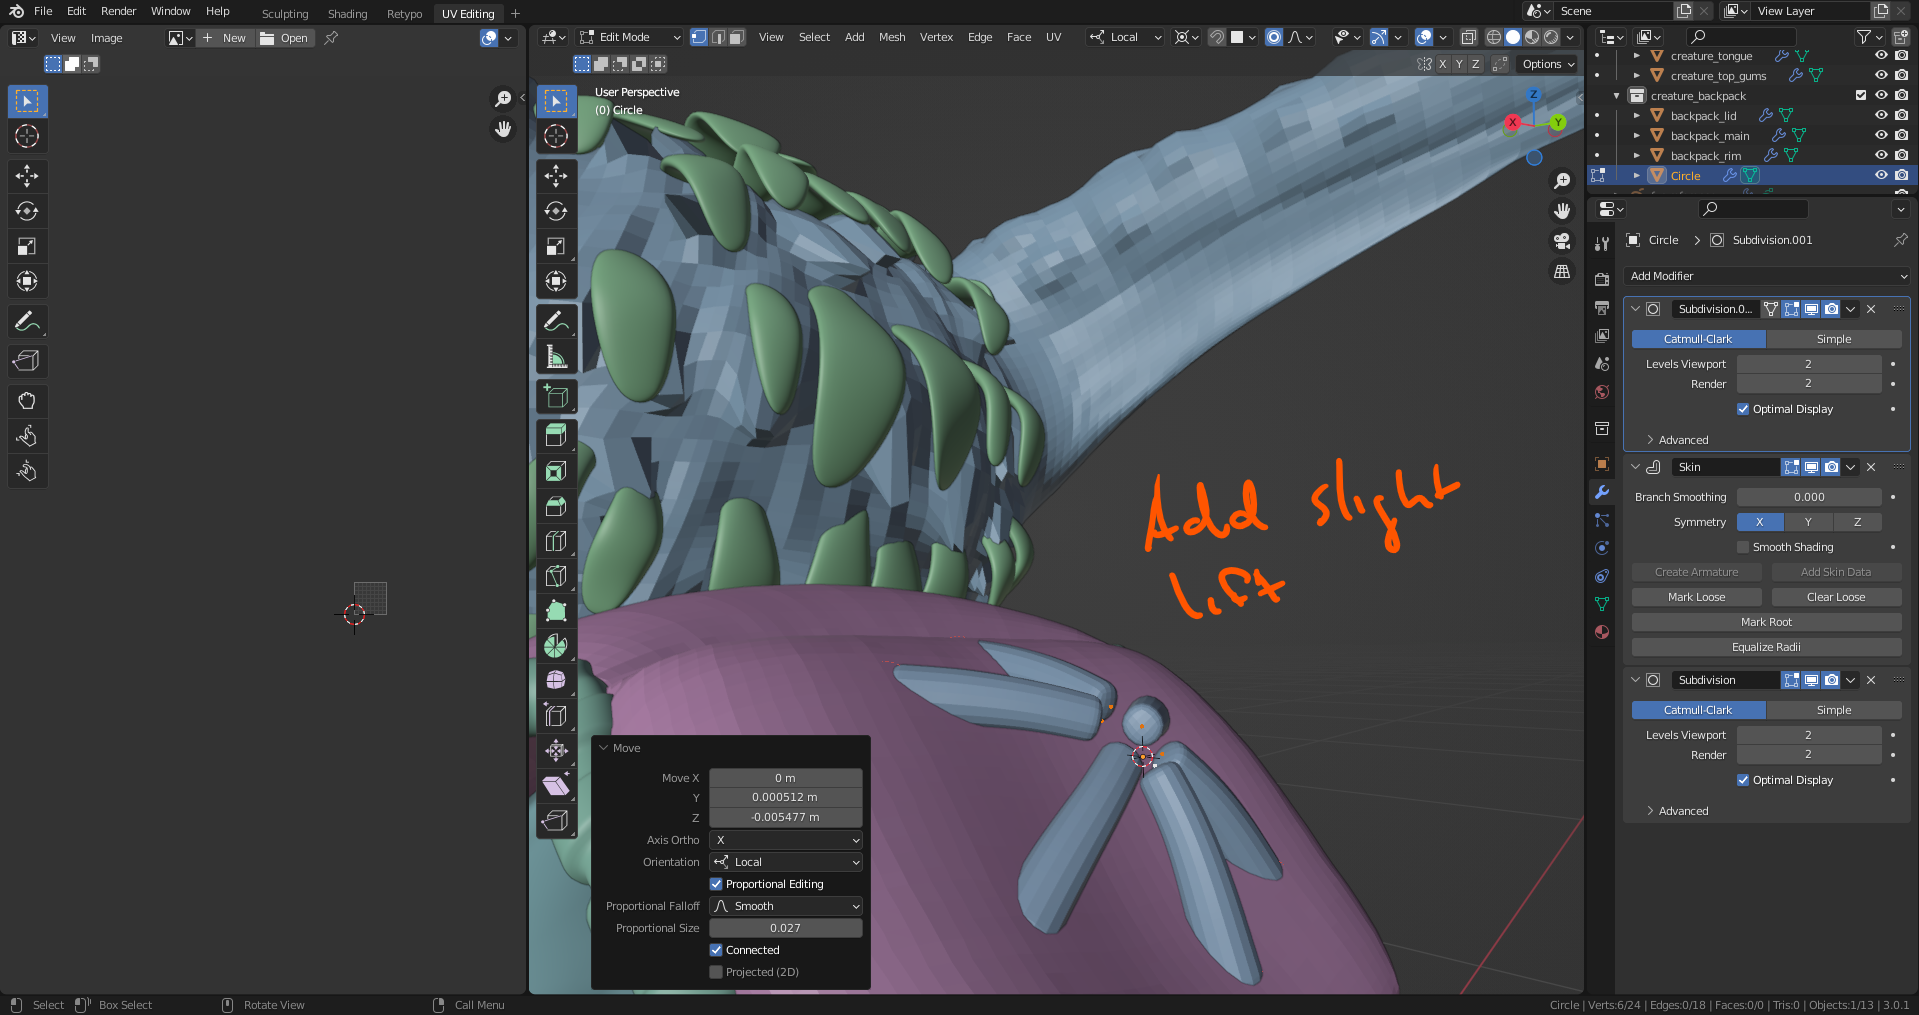 File Edit Render Window Help Sculpting Shading Retypo UV Editing + Scene View Layer
View Image New Open Edit Mode View Select Add Mesh Vertex Edge Face UV Local
X Y Z Options
User Perspective
(0) Circle
Z
X
Y
creature_tongue
creature_top_gums
creature_backpack
backpack_lid
backpack_main
backpack_rim
Circle
Circle > Subdivision.001
Add Modifier
Subdivision.0...
Catmull-Clark Simple
Levels Viewport 2
Render 2
Optimal Display
Advanced
Skin
Branch Smoothing 0.000
Symmetry X Y Z
Smooth Shading
Create Armature Add Skin Data
Mark Loose Clear Loose
Mark Root
Equalize Radii
Subdivision
Catmull-Clark Simple
Levels Viewport 2
Render 2
Optimal Display
Advanced
Add slight
lift
Move
Move X 0 m
Y 0.000512 m
Z -0.005477 m
Axis Ortho X
Orientation Local
Proportional Editing
Proportional Falloff Smooth
Proportional Size 0.027
Connected
Projected (2D)
Select Box Select Rotate View Call Menu Circle | Verts:6/24 | Edges:0/18 | Faces:0/0 | Tris:0 | Objects:1/13 | 3.0.1